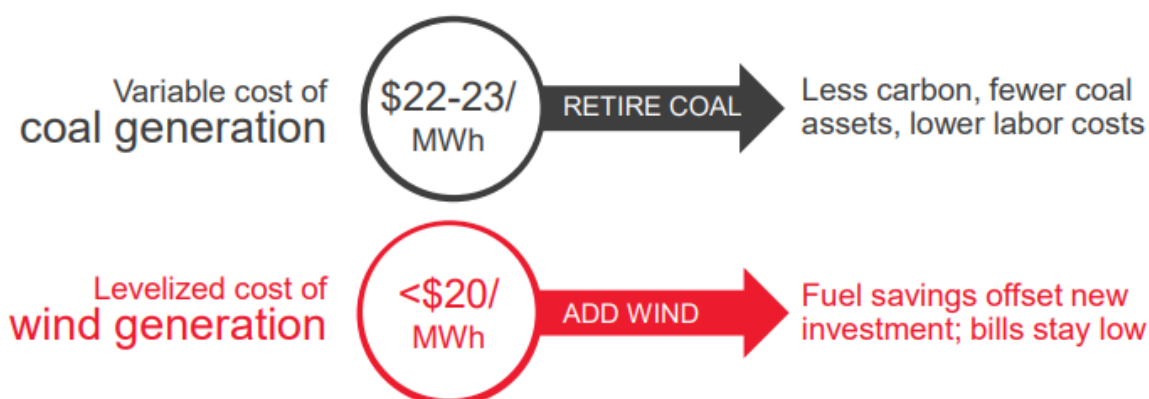 Variable cost of
coal generation
$22-23/
MWh
RETIRE COAL
Less carbon, fewer coal
assets, lower labor costs
Levelized cost of
wind generation
<$20/
MWh
ADD WIND
Fuel savings offset new
investment; bills stay low